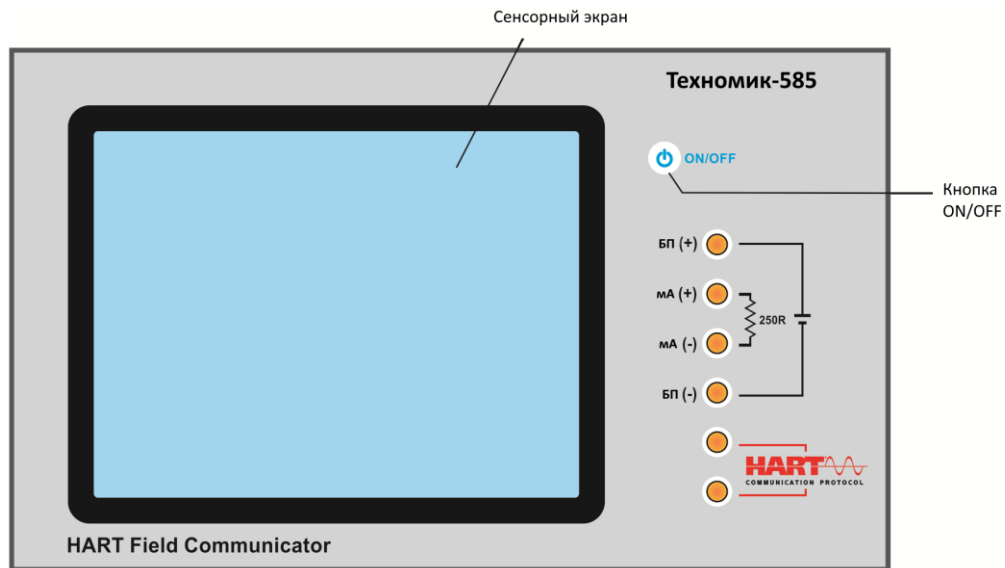 Сенсорный экран
Техномик-585
ON/OFF
Кнопка
ON/OFF
БП (+)
мА (+)
250R
мА (-)
БП (-)
HART
COMMUNICATION PROTOCOL
HART Field Communicator